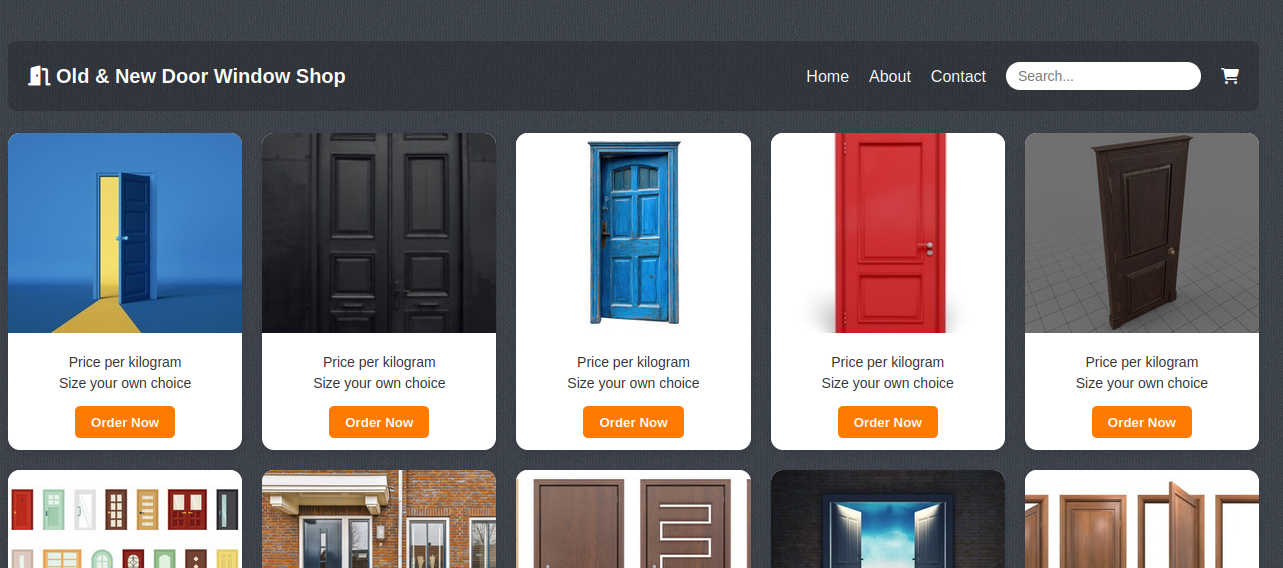 Old & New Door Window Shop
Home About Contact Search...
Price per kilogram
Size your own choice
Order Now
Price per kilogram
Size your own choice
Order Now
Price per kilogram
Size your own choice
Order Now
Price per kilogram
Size your own choice
Order Now
Price per kilogram
Size your own choice
Order Now